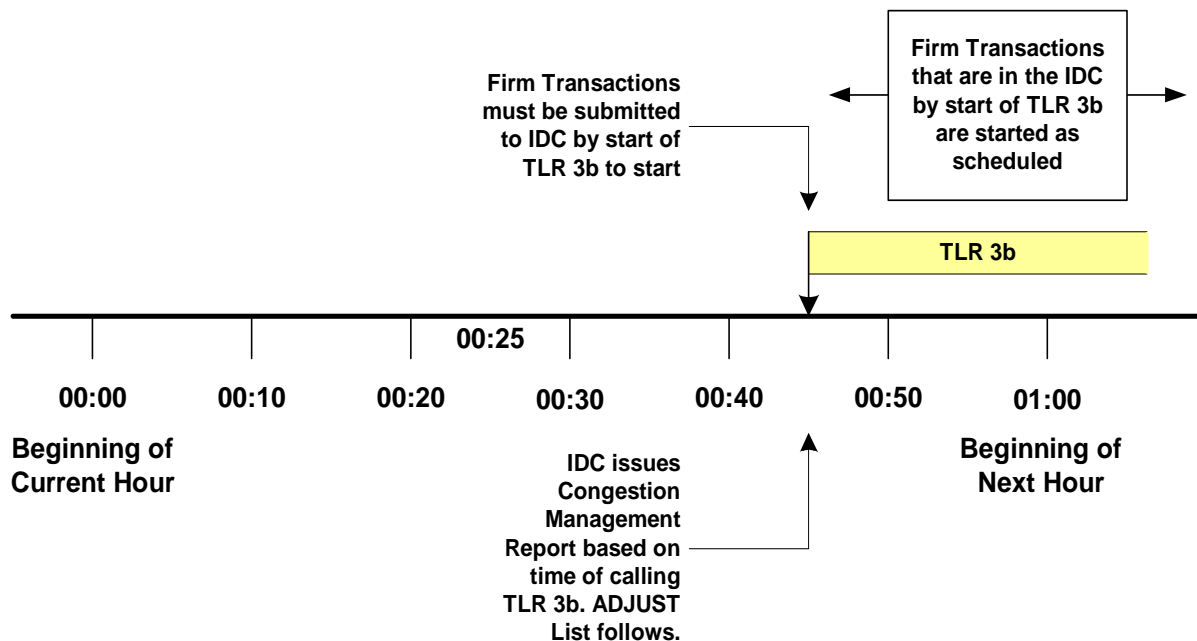 Firm Transactions
must be submitted
to IDC by start of
TLR 3b to start
Firm Transactions
that are in the IDC
by start of TLR 3b
are started as
scheduled
TLR 3b
00:25
00:00
00:10
00:20
00:30
00:40
00:50
01:00
Beginning of
Current Hour
IDC issues
Congestion
Management
Report based on
time of calling
TLR 3b. ADJUST
List follows.
Beginning of
Next Hour